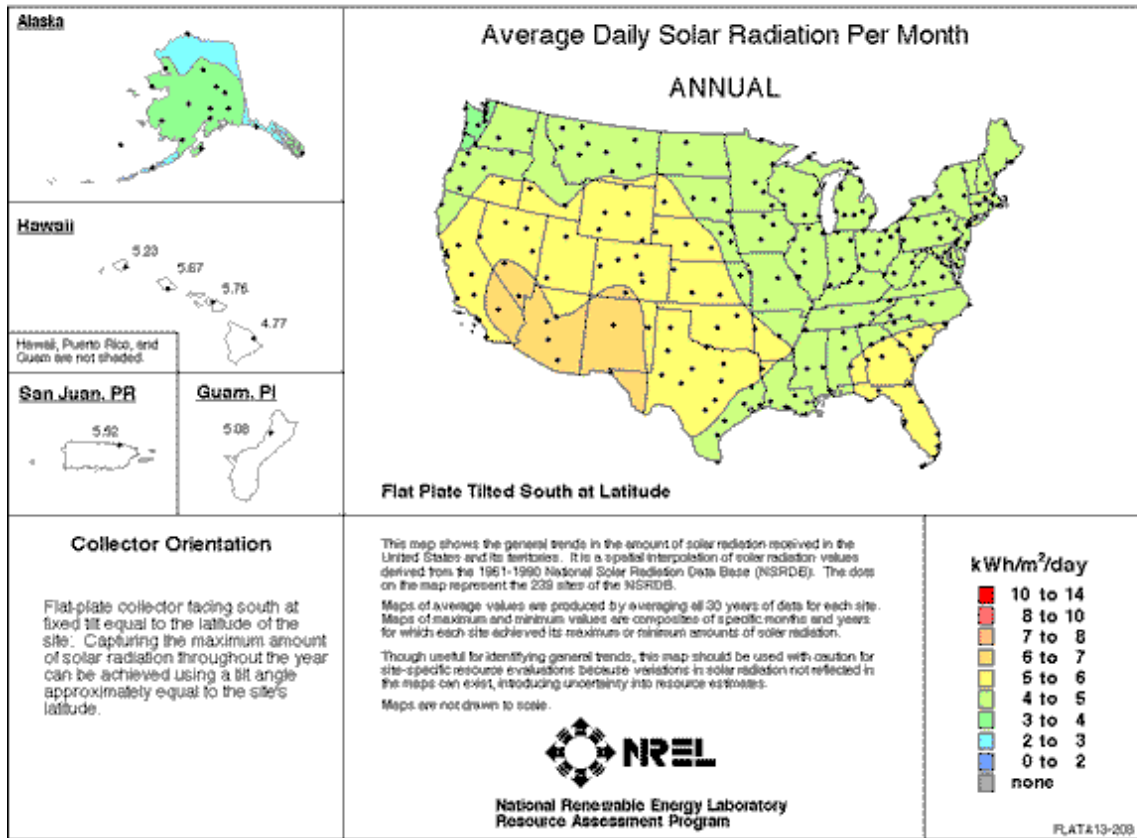 Alaska
Average Daily Solar Radiation Per Month
ANNUAL
Hawaii
5.23
5.67
5.76
4.77
Hawaii, Puerto Rico, and
Guam are not shaded.
San Juan, PR
5.52
Guam, PI
5.08
Flat Plate Tilted South at Latitude
Collector Orientation
Flat-plate collector facing south at
fixed tilt equal to the latitude of the
site: Capturing the maximum amount
of solar radiation throughout the year
can be achieved using a tilt angle
approximately equal to the site's
latitude.
This map shows the general trends in the amount of solar radiation received in the
United States and its territories. It is a spatial interpolation of solar radiation values
derived from the 1961-1990 National Solar Radiation Data Base (NSRDB). The dots
on the map represent the 239 sites of the NSRDB.
Maps of average values are produced by averaging all 30 years of data for each site.
Maps of maximum and minimum values are composites of specific months and years
for which each site achieved its maximum or minimum amounts of solar radiation.
Though useful for identifying general trends, this map should be used with caution for
site-specific resource evaluations because variations in solar radiation not reflected in
the maps can exist, introducing uncertainty into resource estimates.
Maps are not drawn to scale.
NREL
National Renewable Energy Laboratory
Resource Assessment Program
kWh/m²/day
10 to 14
8 to 10
7 to 8
6 to 7
5 to 6
4 to 5
3 to 4
2 to 3
0 to 2
none
FLATA13-208